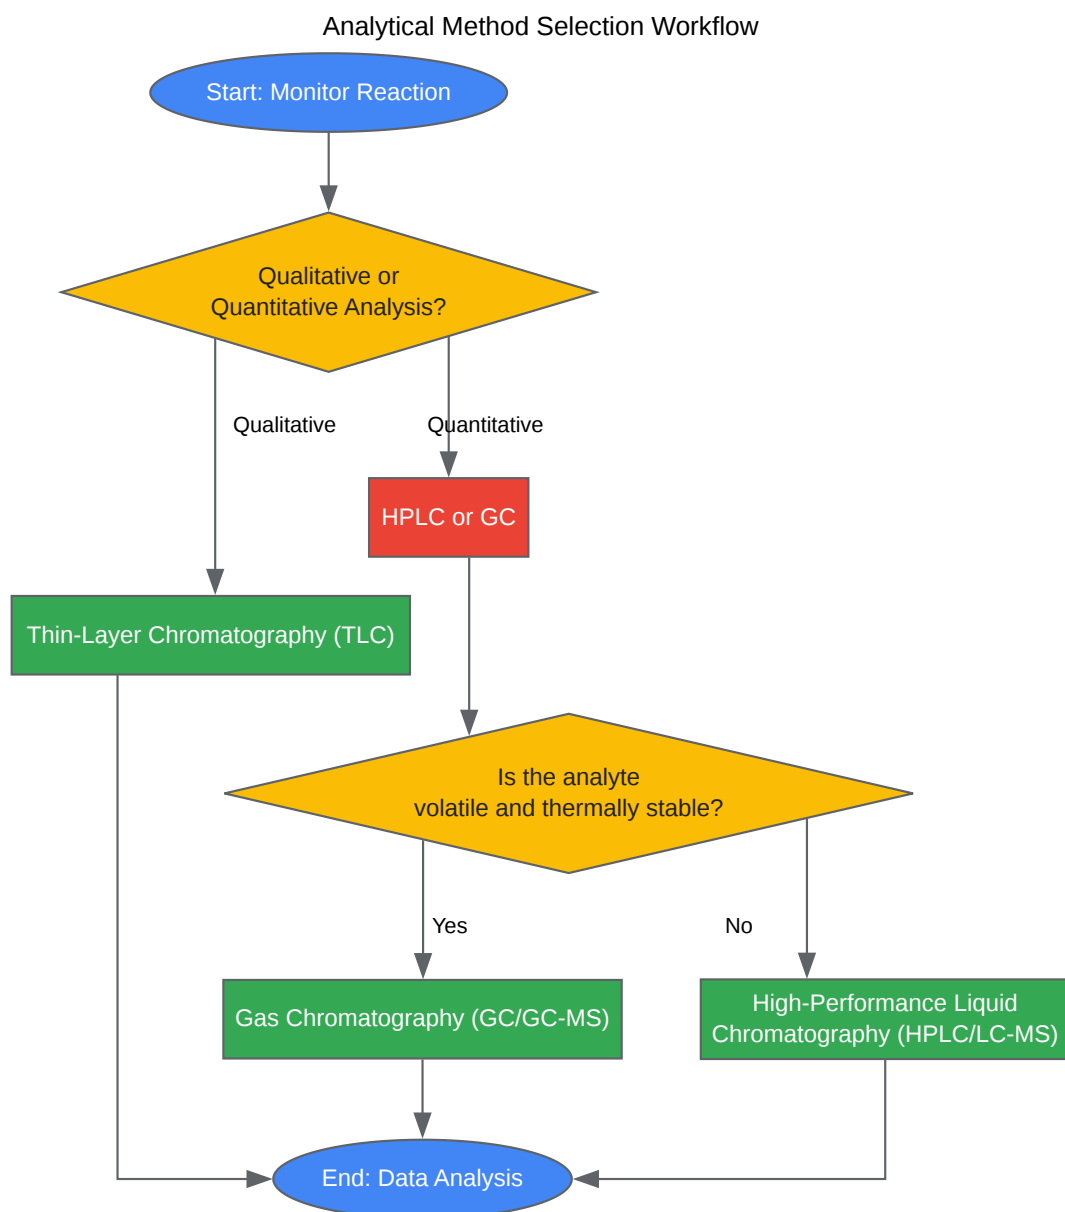 Analytical Method Selection Workflow
Start: Monitor Reaction
Qualitative or
Quantitative Analysis?
Qualitative
Quantitative
HPLC or GC
Thin-Layer Chromatography (TLC)
Is the analyte
volatile and thermally stable?
Yes
No
Gas Chromatography (GC/GC-MS)
High-Performance Liquid
Chromatography (HPLC/LC-MS)
End: Data Analysis